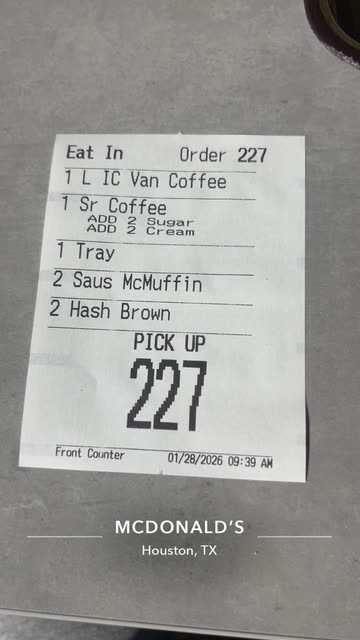 Eat In Order 227
1 L IC Van Coffee
1 Sr Coffee
ADD 2 Sugar
ADD 2 Cream
1 Tray
2 Saus McMuffin
2 Hash Brown
PICK UP
227
Front Counter 01/28/2026 09:39 AM
MCDONALD'S
Houston, TX